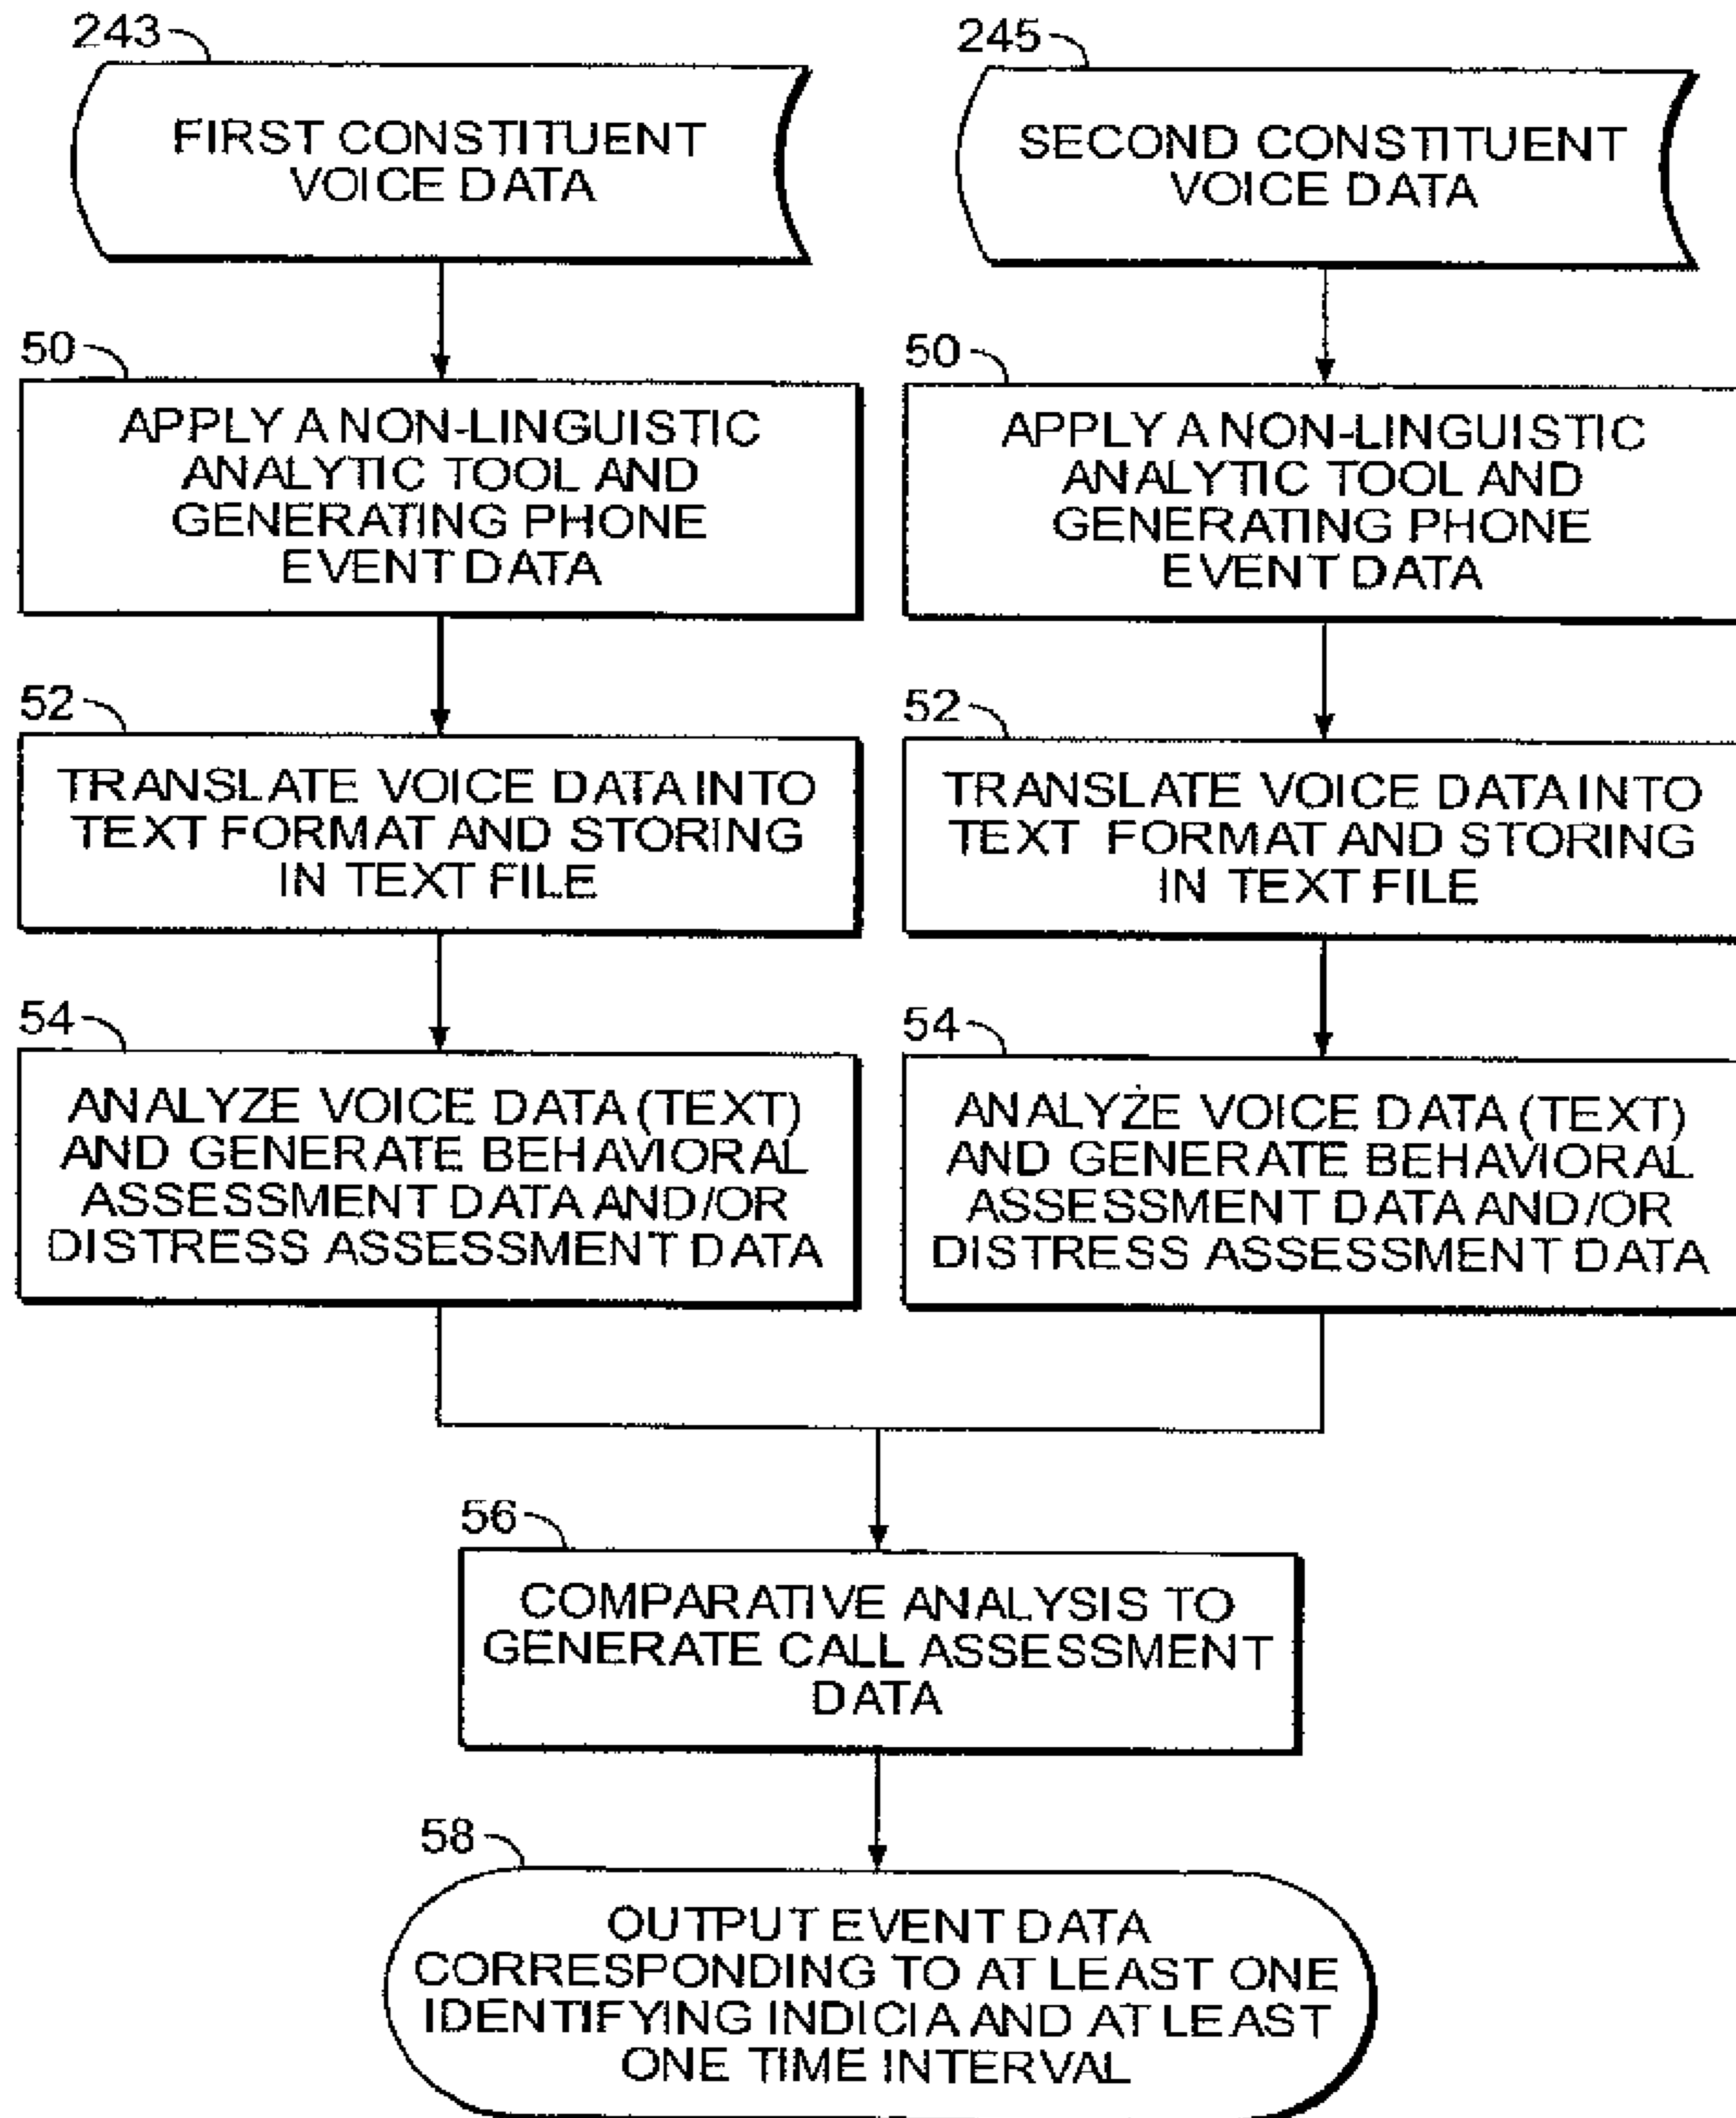 243
FIRST CONSTITUENT
VOICE DATA
245
SECOND CONSTITUENT
VOICE DATA
50
APPLY A NON-LINGUISTIC
ANALYTIC TOOL AND
GENERATING PHONE
EVENT DATA
50
APPLY A NON-LINGUISTIC
ANALYTIC TOOL AND
GENERATING PHONE
EVENT DATA
52
TRANSLATE VOICE DATA INTO
TEXT FORMAT AND STORING
IN TEXT FILE
52
TRANSLATE VOICE DATA INTO
TEXT FORMAT AND STORING
IN TEXT FILE
54
ANALYZE VOICE DATA (TEXT)
AND GENERATE BEHAVIORAL
ASSESSMENT DATA AND/OR
DISTRESS ASSESSMENT DATA
54
ANALYZE VOICE DATA (TEXT)
AND GENERATE BEHAVIORAL
ASSESSMENT DATA AND/OR
DISTRESS ASSESSMENT DATA
56
COMPARATIVE ANALYSIS TO
GENERATE CALL ASSESSMENT
DATA
58
OUTPUT EVENT DATA
CORRESPONDING TO AT LEAST ONE
IDENTIFYING INDICIA AND AT LEAST
ONE TIME INTERVAL